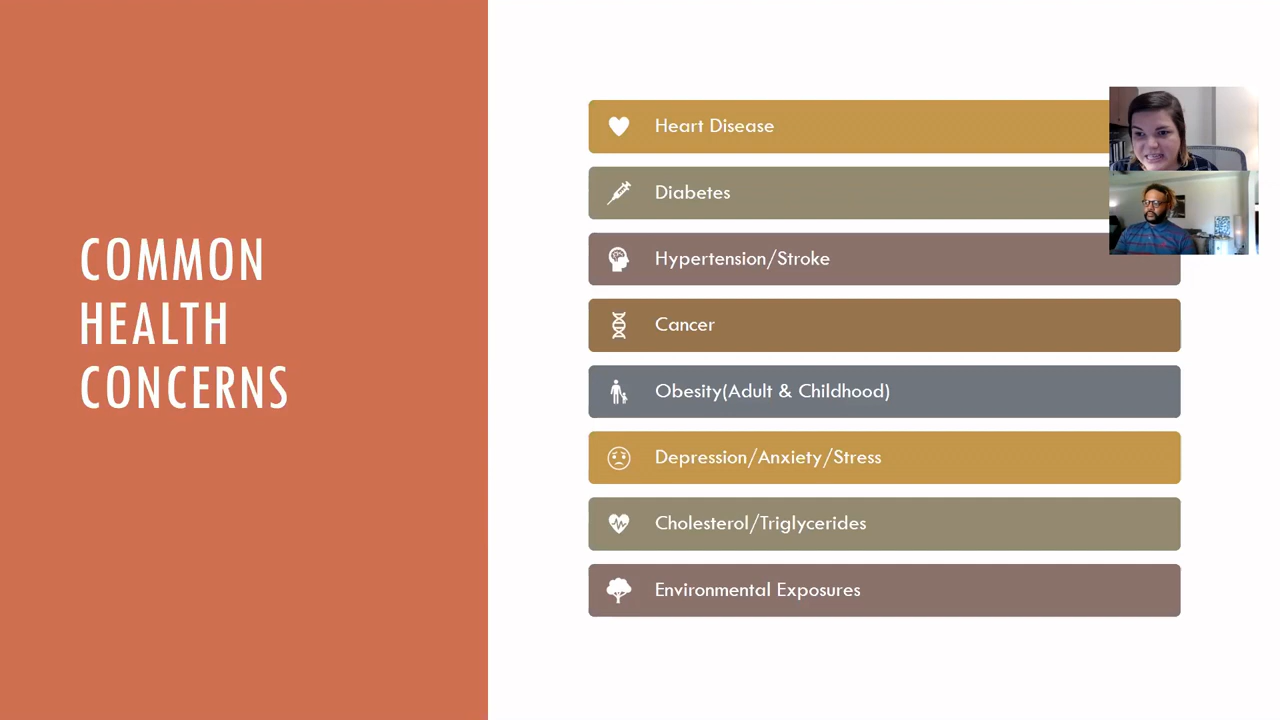 COMMON
HEALTH
CONCERNS
Heart Disease
Diabetes
Hypertension/Stroke
Cancer
Obesity(Adult & Childhood)
Depression/Anxiety/Stress
Cholesterol/Triglycerides
Environmental Exposures